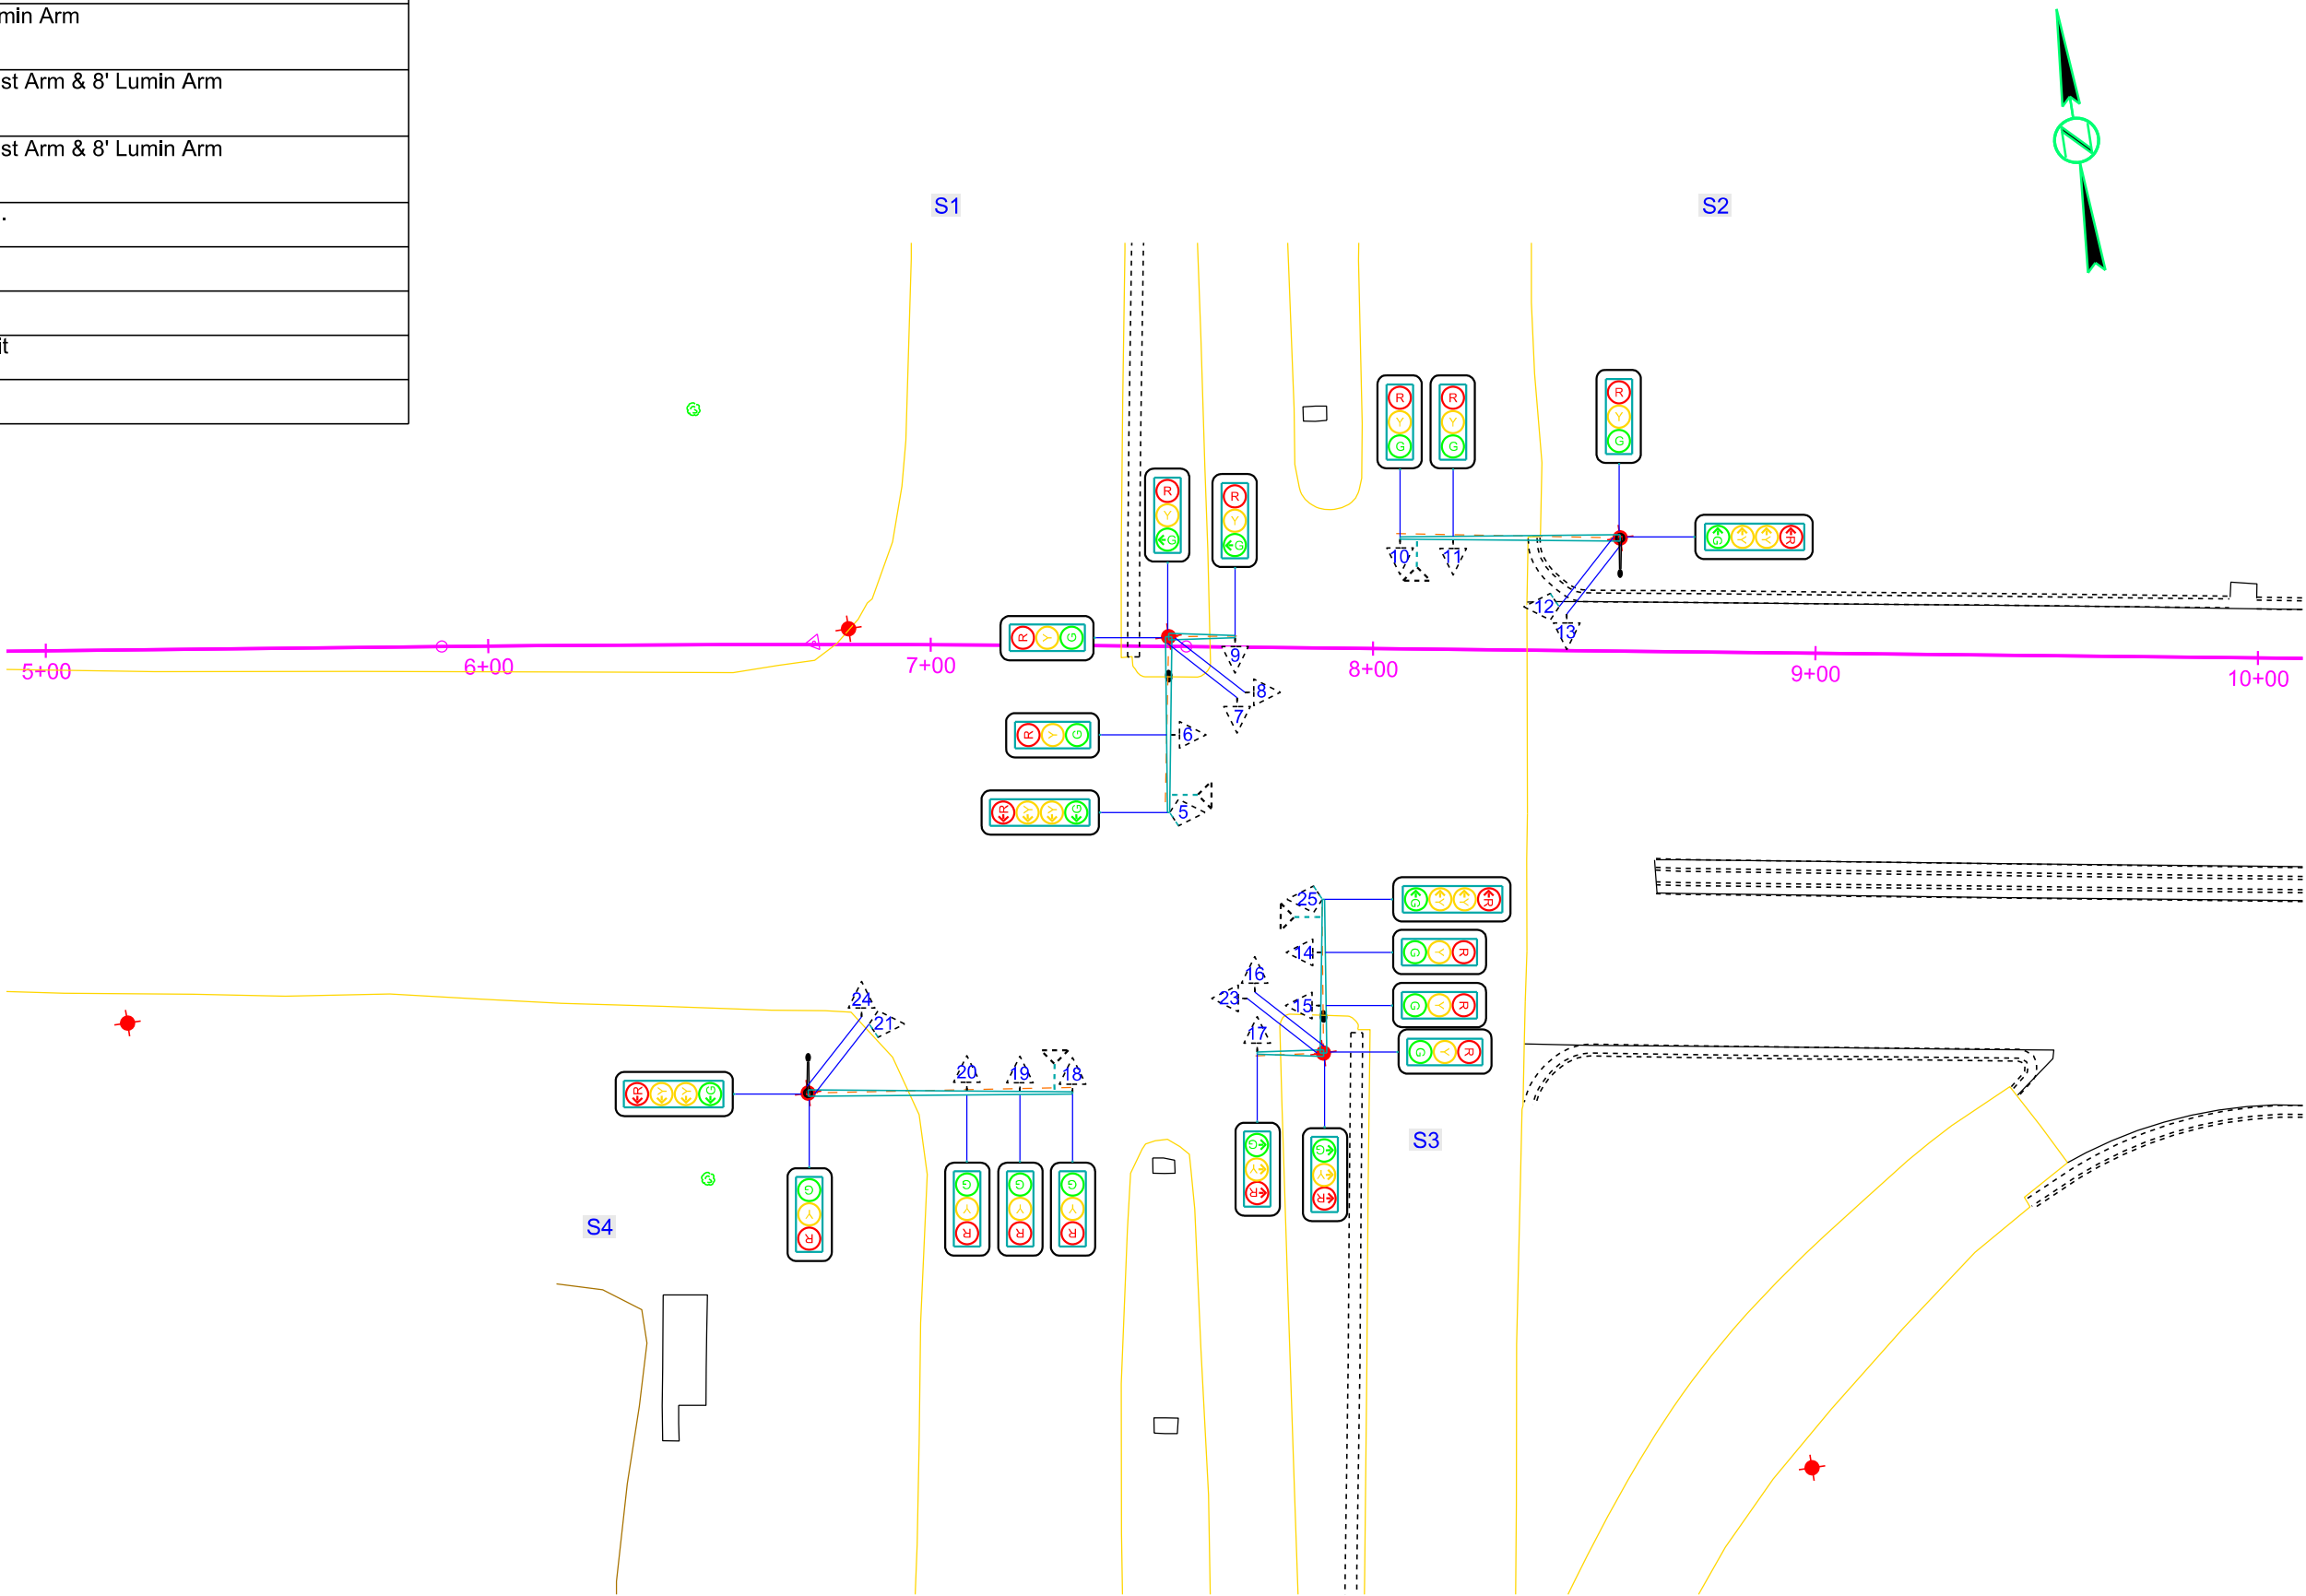 min Arm
st Arm & 8' Lumin Arm
st Arm & 8' Lumin Arm
.
it
S1
S2
R
Y
G
R
Y
G
R
Y
G
R
Y
G
R
Y
G
G Y Y R
10
11
12
13
R Y G
9
8
7
5+00
6+00
7+00
8+00
9+00
10+00
R Y G
6
R Y Y G
5
25
G Y Y R
14
G Y R
16
23
15
G Y R
17
G Y R
24
21
20
19
18
R Y Y G
G
Y
R
G
Y
R
S3
G
Y
R
G
Y
R
G
Y
R
G
Y
R
S4